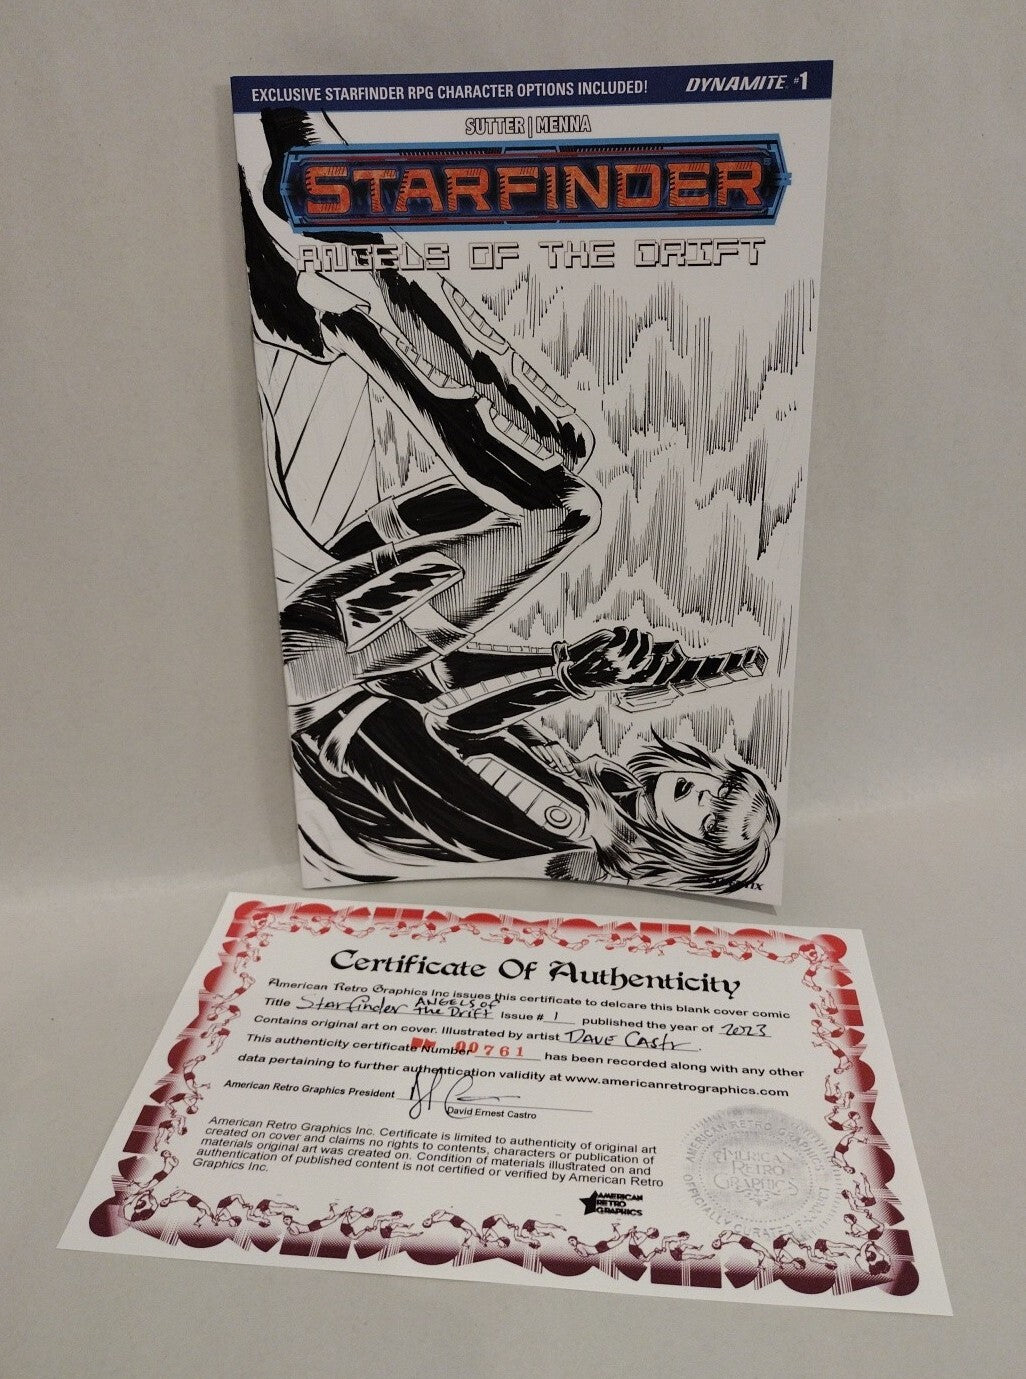 EXCLUSIVE STARFINDER RPG CHARACTER OPTIONS INCLUDED! DYNAMITE #1
SUTTER | MENNA
STARFINDER
ANGELS OF THE DRIFT
Certificate Of Authenticity
American Retro Graphics Inc issues this certificate to delcare this blank cover comic
Title Starfinder ANGELS OF the Drift Issue # 1 published the year of 2023
Contains original art on cover. Illustrated by artist DAVE Castr
This authenticity certificate Number 00761 has been recorded along with any other
data pertaining to further authentication validity at www.americanretrographics.com
American Retro Graphics President
David Ernest Castro
American Retro Graphics Inc. Certificate is limited to authenticity of original art
created on cover and claims no rights to contents, characters or publication of
materials original art was created on. Condition of materials illustrated on and
authentication of published content is not certified or verified by American Retro
Graphics Inc.
AMERICAN
RETRO
GRAPHICS
AMERICAN RETRO GRAPHICS
AMERICAN
RETRO
GRAPHICS